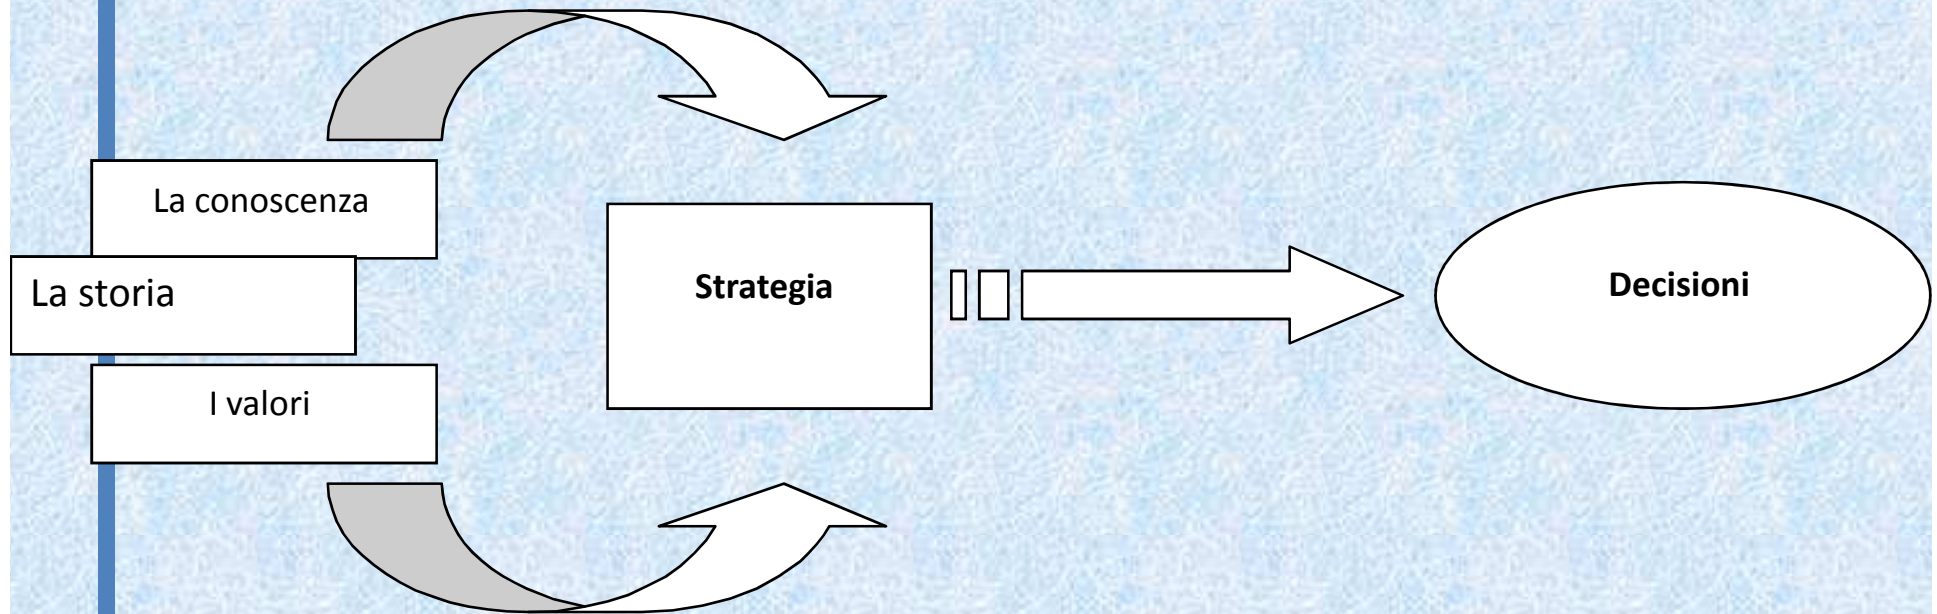 La conoscenza
La storia
I valori
Strategia
Decisioni